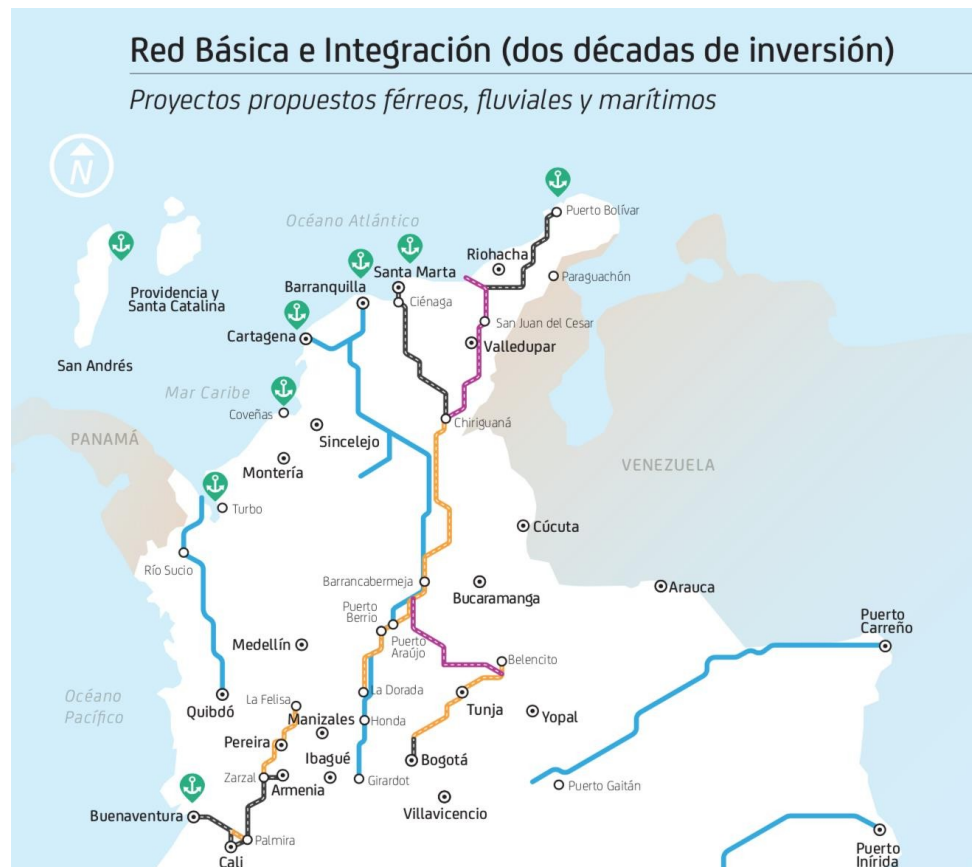 Red Básica e Integración (dos décadas de inversión)
Proyectos propuestos férreos, fluviales y marítimos
N
Puerto Bolívar
Océano Atlántico
Riohacha
Santa Marta
Paraguachón
Providencia y
Santa Catalina
Barranquilla
Ciénaga
San Juan del Cesar
Cartagena
Valledupar
San Andrés
Mar Caribe
Coveñas
Chiriguaná
PANAMÁ
Sincelejo
VENEZUELA
Montería
Turbo
Cúcuta
Río Sucio
Barrancabermeja
Bucaramanga
Arauca
Puerto
Berrio
Puerto
Carreño
Medellín
Puerto
Araújo
Belencito
Océano
Pacífico
La Felisa
La Dorada
Quibdó
Manizales
Honda
Tunja
Yopal
Pereira
Ibagué
Bogotá
Zarzal
Armenia
Girardot
Puerto Gaitán
Buenaventura
Villavicencio
Palmira
Cali
Puerto
Inírida